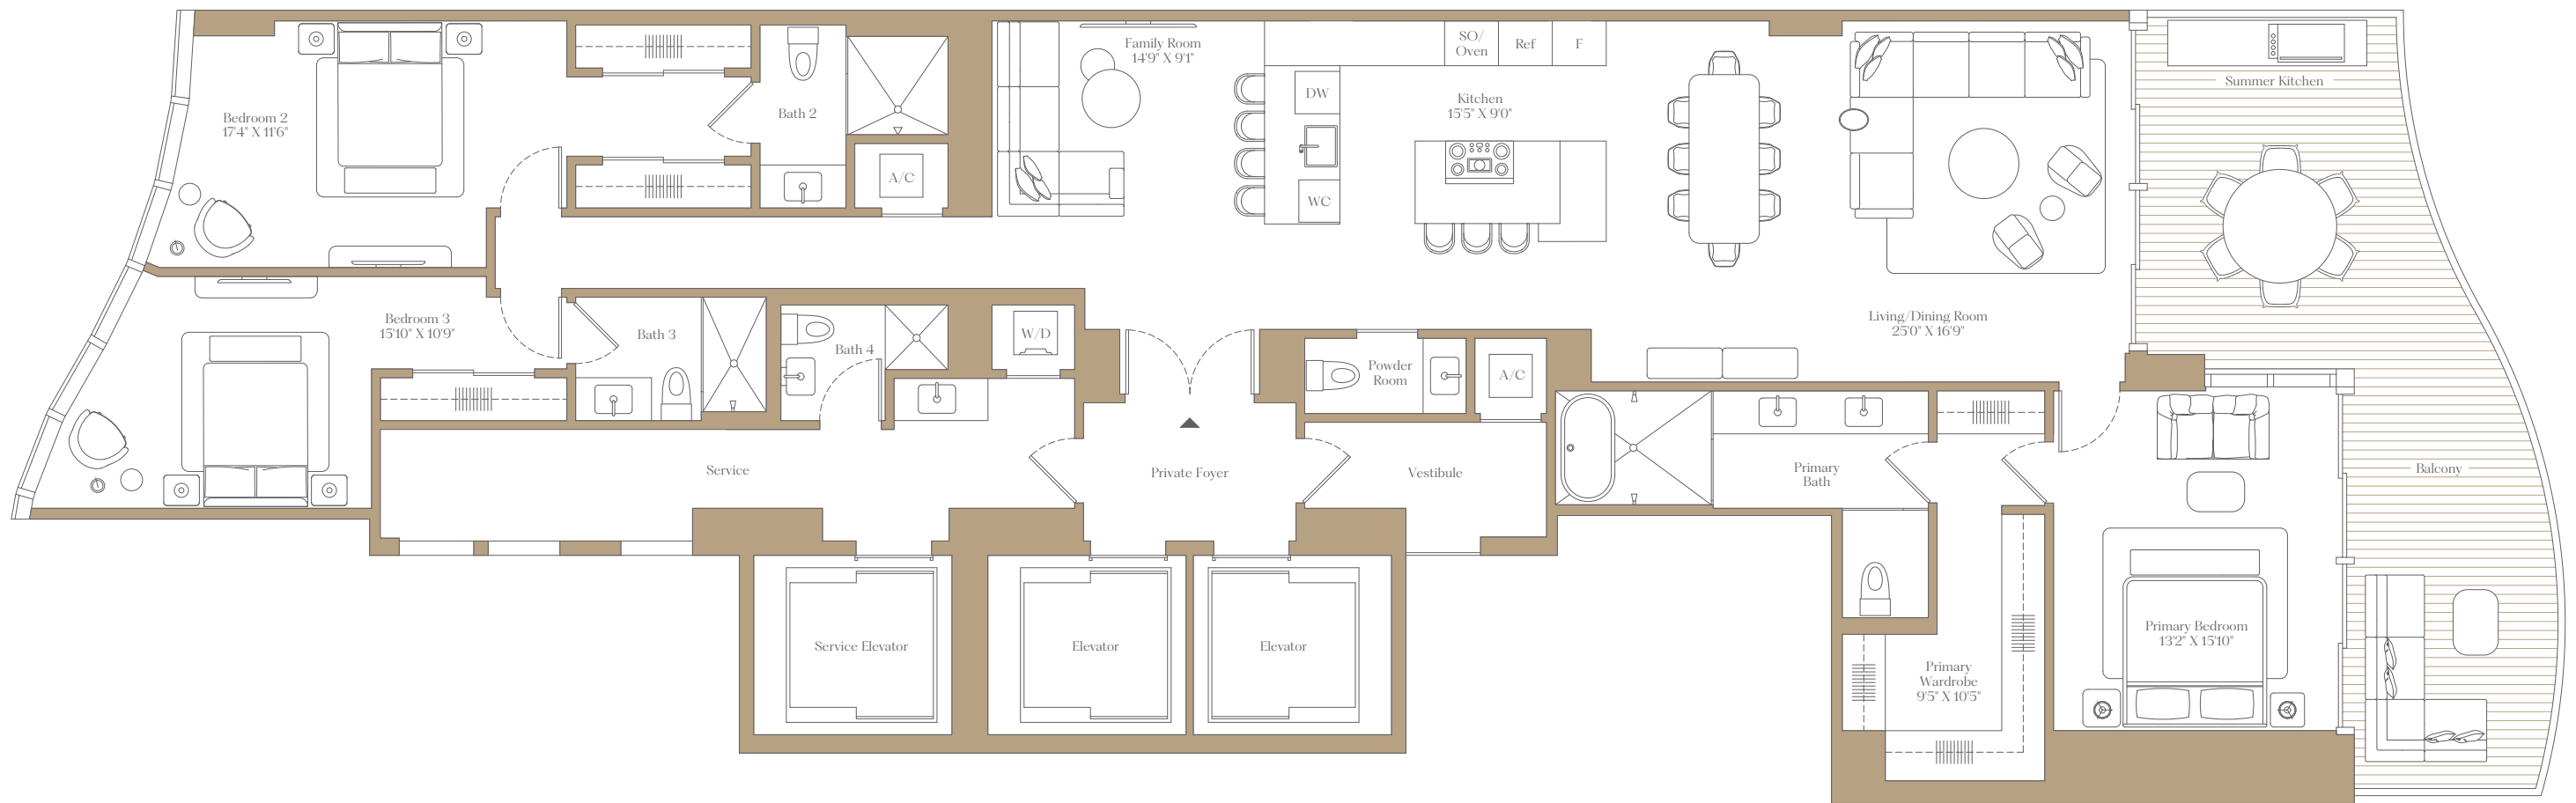 Bedroom 2
17'4" X 11'6"
Bath 2
A/C
Family Room
14'9" X 9'1"
SO/
Oven
Ref
F
DW
Kitchen
15'5" X 9'0"
WC
Summer Kitchen
Living/Dining Room
25'0" X 16'9"
Bedroom 3
15'10" X 10'9"
Bath 3
Bath 4
W/D
Powder
Room
A/C
Service
Private Foyer
Vestibule
Primary
Bath
Balcony
Service Elevator
Elevator
Elevator
Primary
Wardrobe
9'5" X 10'5"
Primary Bedroom
13'2" X 15'10"